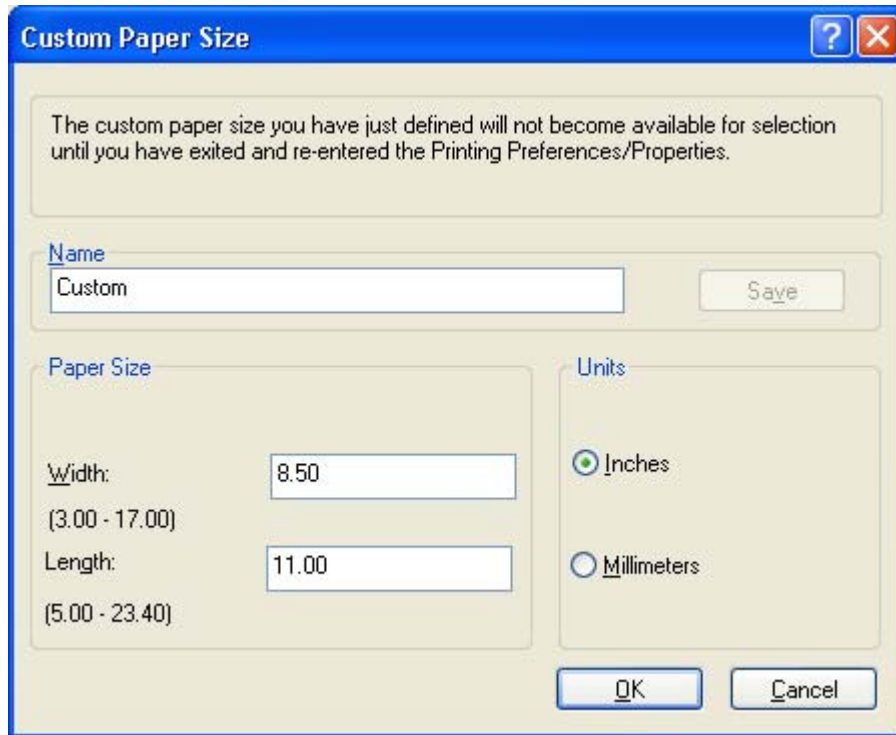 Custom Paper Size
The custom paper size you have just defined will not become available for selection
until you have exited and re-entered the Printing Preferences/Properties.
Name
Custom
Save
Paper Size
Width:
8.50
(3.00 - 17.00)
Length:
11.00
(5.00 - 23.40)
Units
Inches
Millimeters
OK
Cancel